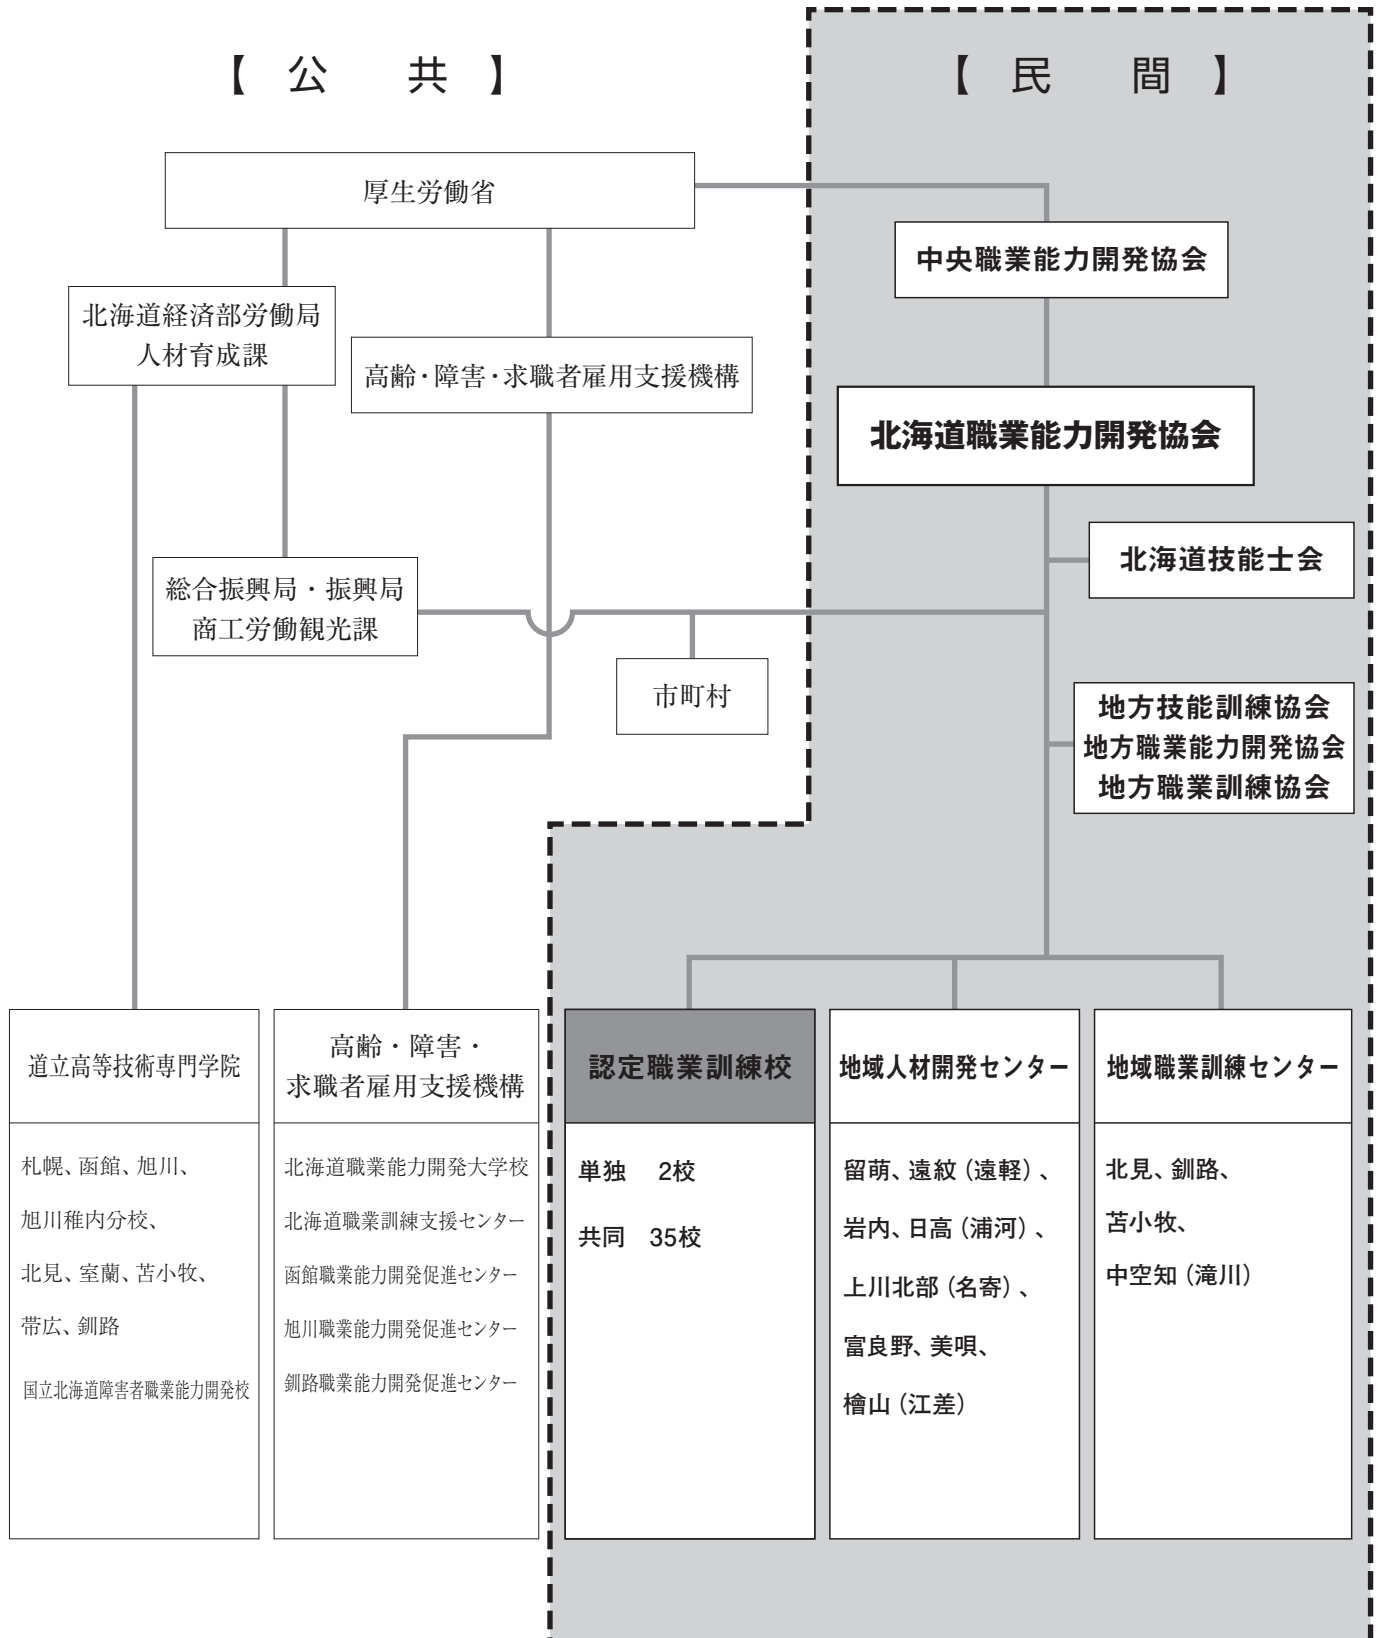 【 公 共 】
【 民 間 】
厚生労働省
中央職業能力開発協会
北海道経済部労働局
人材育成課
高齢・障害・求職者雇用支援機構
北海道職業能力開発協会
北海道技能士会
総合振興局・振興局
商工労働観光課
市町村
地方技能訓練協会
地方職業能力開発協会
地方職業訓練協会
道立高等技術専門学院
札幌、函館、旭川、
旭川稚内分校、
北見、室蘭、苫小牧、
帯広、釧路
国立北海道障害者職業能力開発校
高齢・障害・
求職者雇用支援機構
北海道職業能力開発大学校
北海道職業訓練支援センター
函館職業能力開発促進センター
旭川職業能力開発促進センター
釧路職業能力開発促進センター
認定職業訓練校
単独 2校
共同 35校
地域人材開発センター
留萌、遠紋（遠軽）、
岩内、日高（浦河）、
上川北部（名寄）、
富良野、美唄、
檜山（江差）
地域職業訓練センター
北見、釧路、
苫小牧、
中空知（滝川）